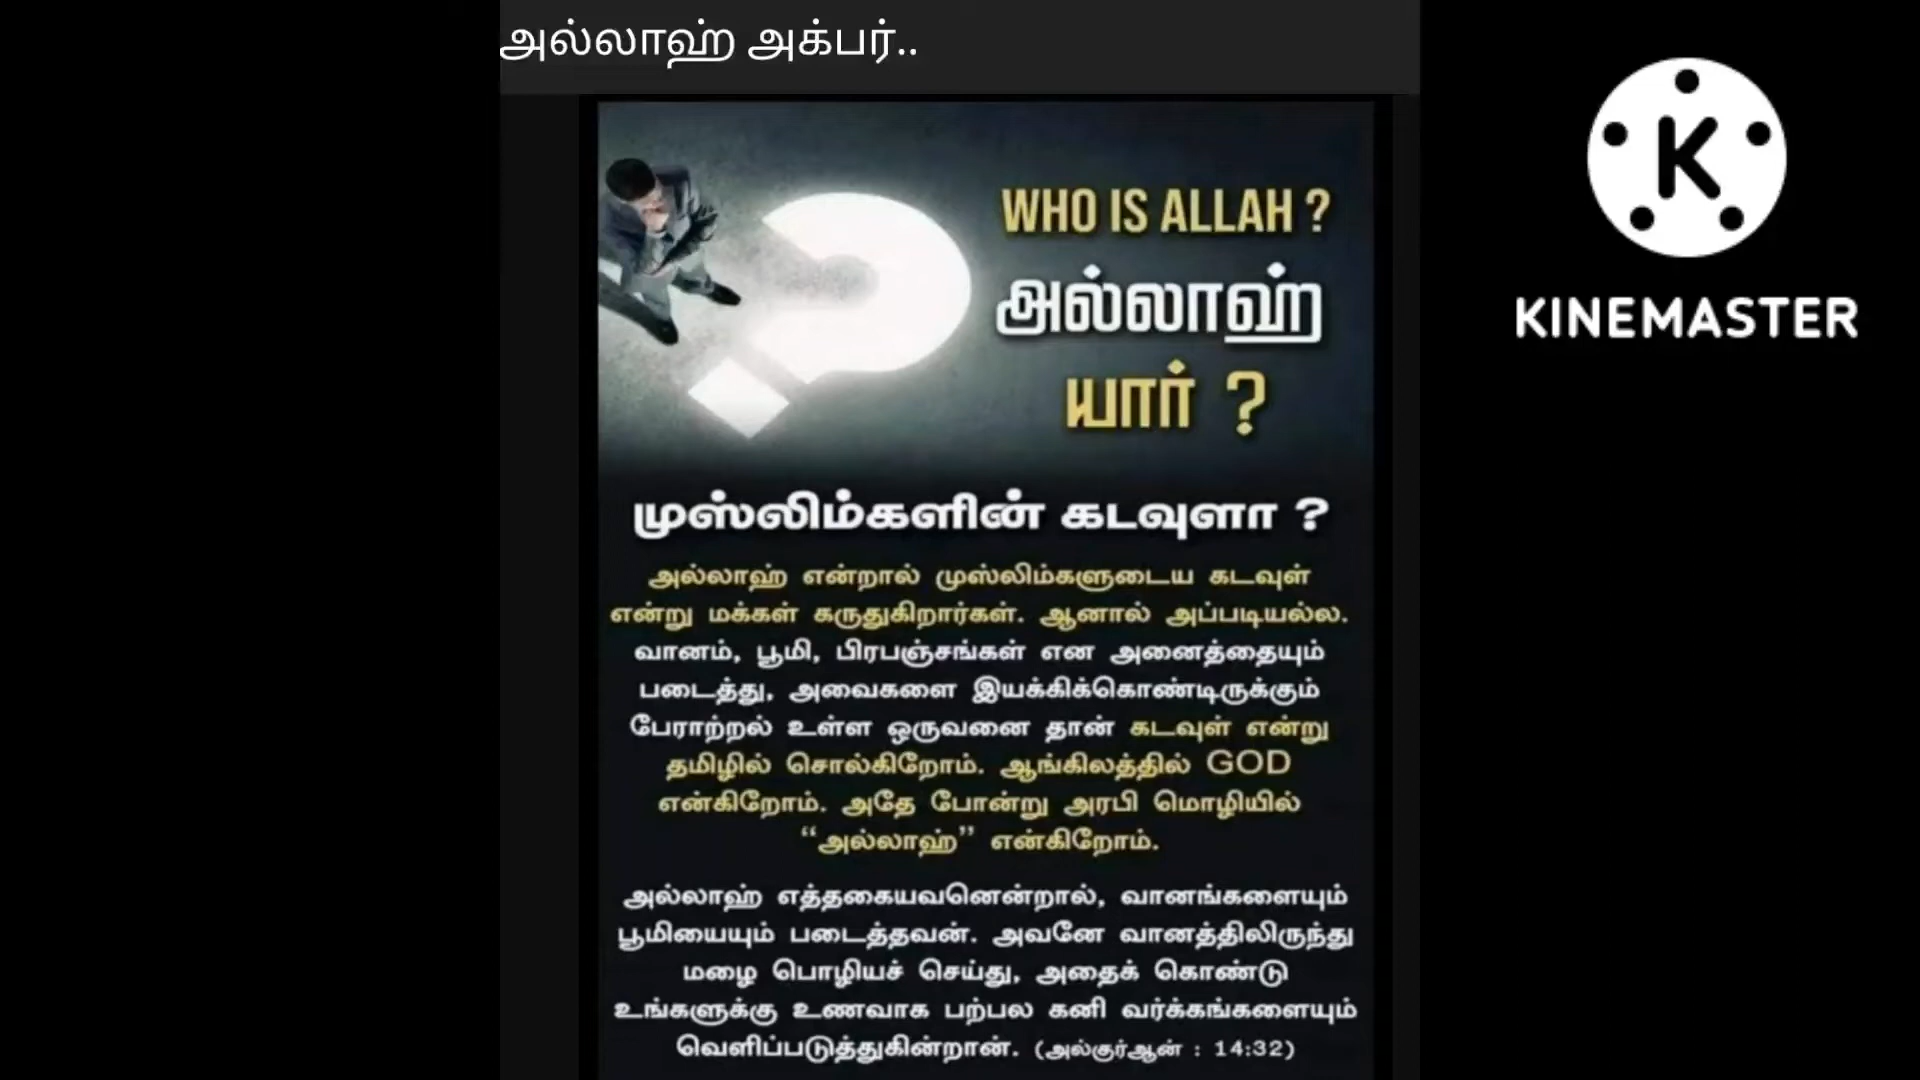 அல்லாஹ் அக்பர்..
WHO IS ALLAH ?
அல்லாஹ்
யார் ?
முஸ்லிம்களின் கடவுளா ?
அல்லாஹ் என்றால் முஸ்லிம்களுடைய கடவுள்
என்று மக்கள் கருதுகிறார்கள். ஆனால் அப்படியல்ல.
வானம், பூமி, பிரபஞ்சங்கள் என அனைத்தையும்
படைத்து, அவைகளை இயக்கிக்கொண்டிருக்கும்
பேராற்றல் உள்ள ஒருவனை தான் கடவுள் என்று
தமிழில் சொல்கிறோம். ஆங்கிலத்தில் GOD
என்கிறோம். அதே போன்று அரபி மொழியில்
“அல்லாஹ்” என்கிறோம்.
அல்லாஹ் எத்தகையவனென்றால், வானங்களையும்
பூமியையும் படைத்தவன். அவனே வானத்திலிருந்து
மழை பொழியச் செய்து, அதைக் கொண்டு
உங்களுக்கு உணவாக பற்பல கனி வர்க்கங்களையும்
வெளிப்படுத்துகின்றான். (அல்குர்ஆன் : 14:32)
K
KINEMASTER